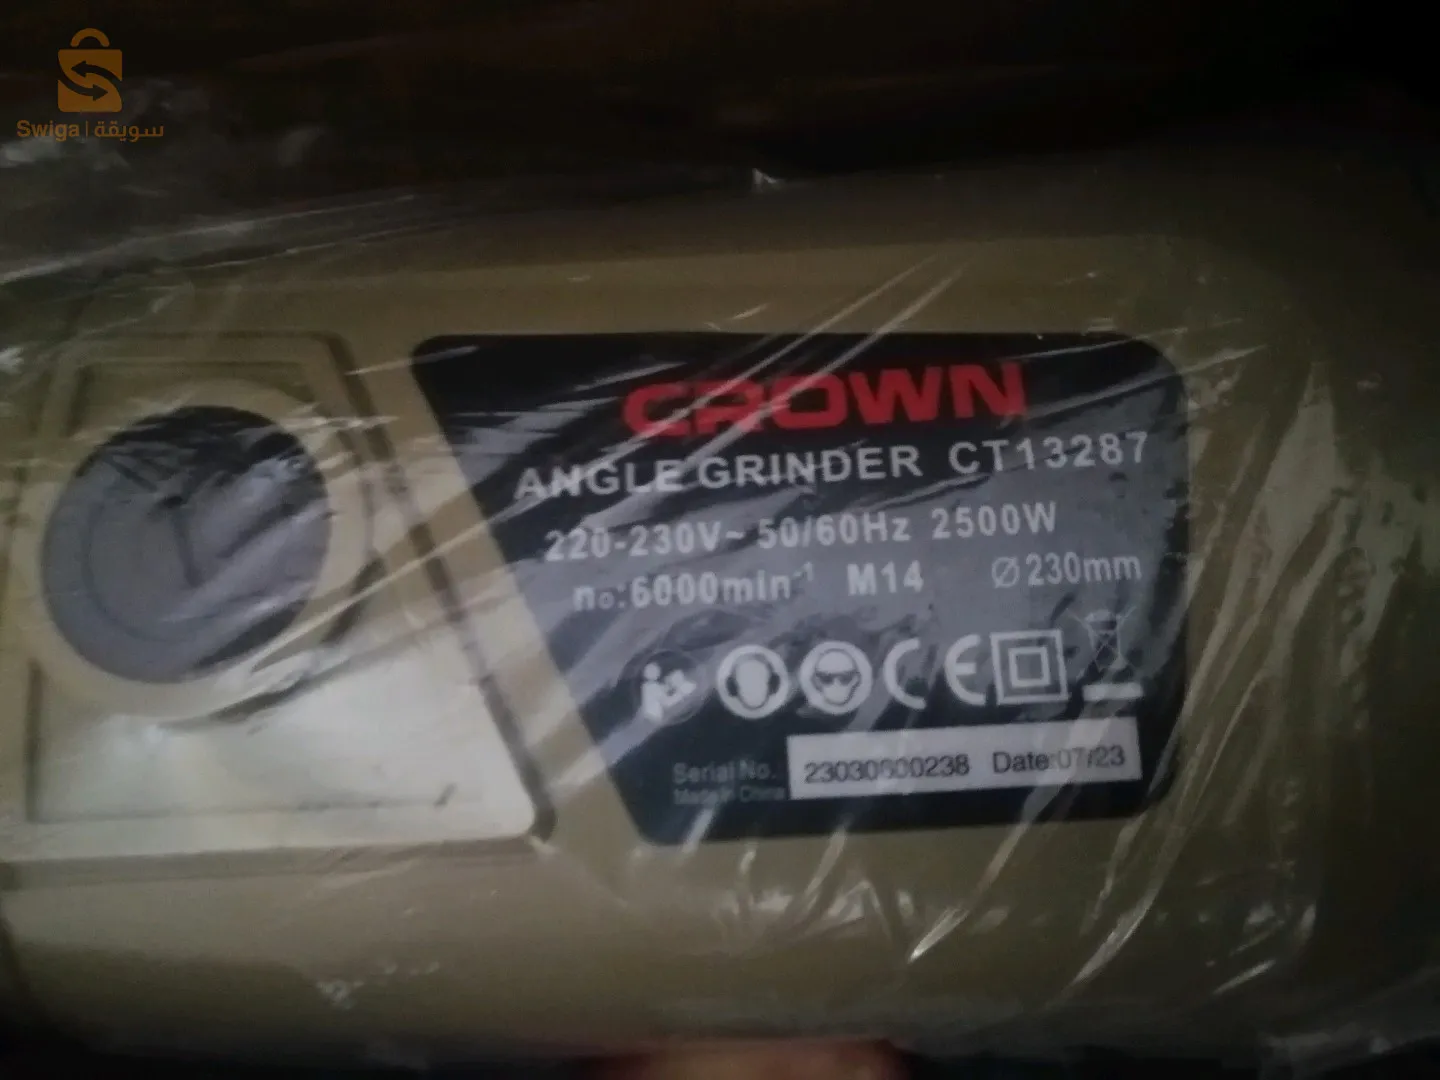 Swiga | سويقة
CROWN
ANGLE GRINDER CT13287
220-230V~ 50/60Hz 2500W
n₀:6000min⁻¹ M14 Ø230mm
CE
Serial No. 23030600238 Date:07/23
Made in China